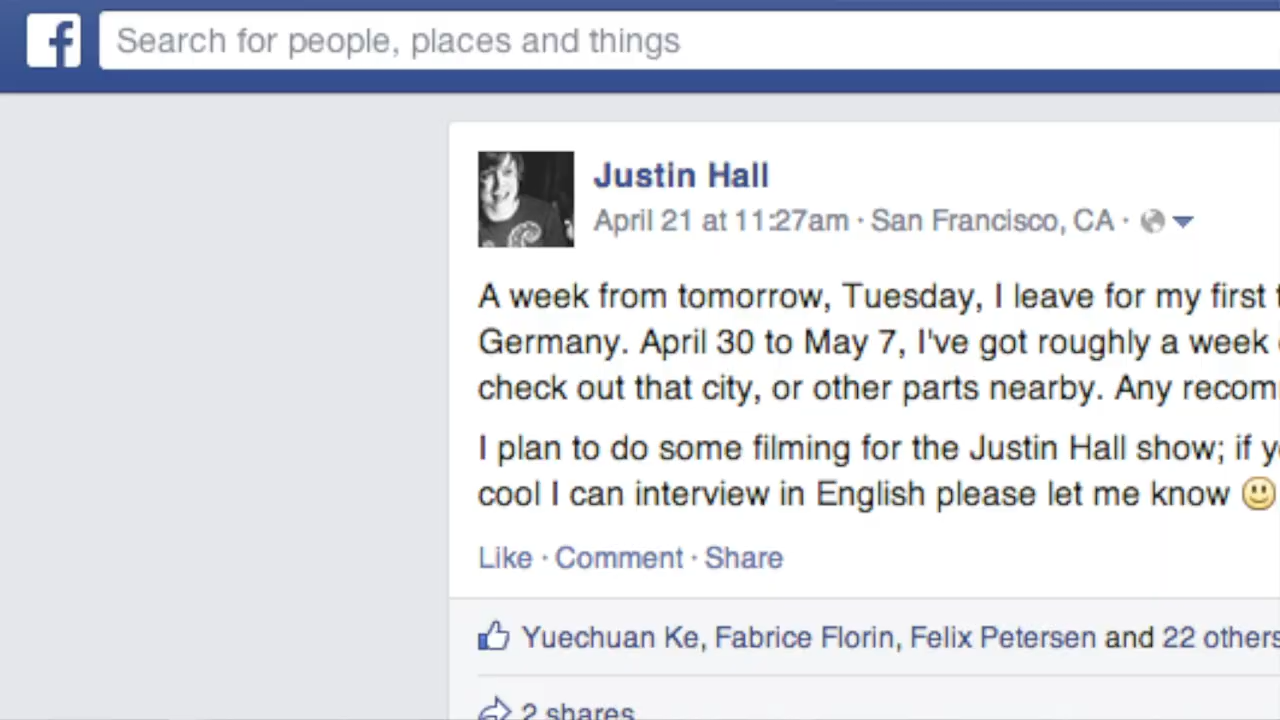 Search for people, places and things
Justin Hall
April 21 at 11:27am · San Francisco, CA ·
A week from tomorrow, Tuesday, I leave for my first
Germany. April 30 to May 7, I've got roughly a week
check out that city, or other parts nearby. Any recom
I plan to do some filming for the Justin Hall show; if
cool I can interview in English please let me know
Like · Comment · Share
Yuechuan Ke, Fabrice Florin, Felix Petersen and 22 others
2 shares